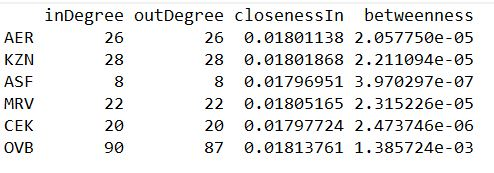 inDegree outDegree closenessIn betweenness
AER 26 26 0.01801138 2.057750e-05
KZN 28 28 0.01801868 2.211094e-05
ASF 8 8 0.01796951 3.970297e-07
MRV 22 22 0.01805165 2.315226e-05
CEK 20 20 0.01797724 2.473746e-06
OVB 90 87 0.01813761 1.385724e-03